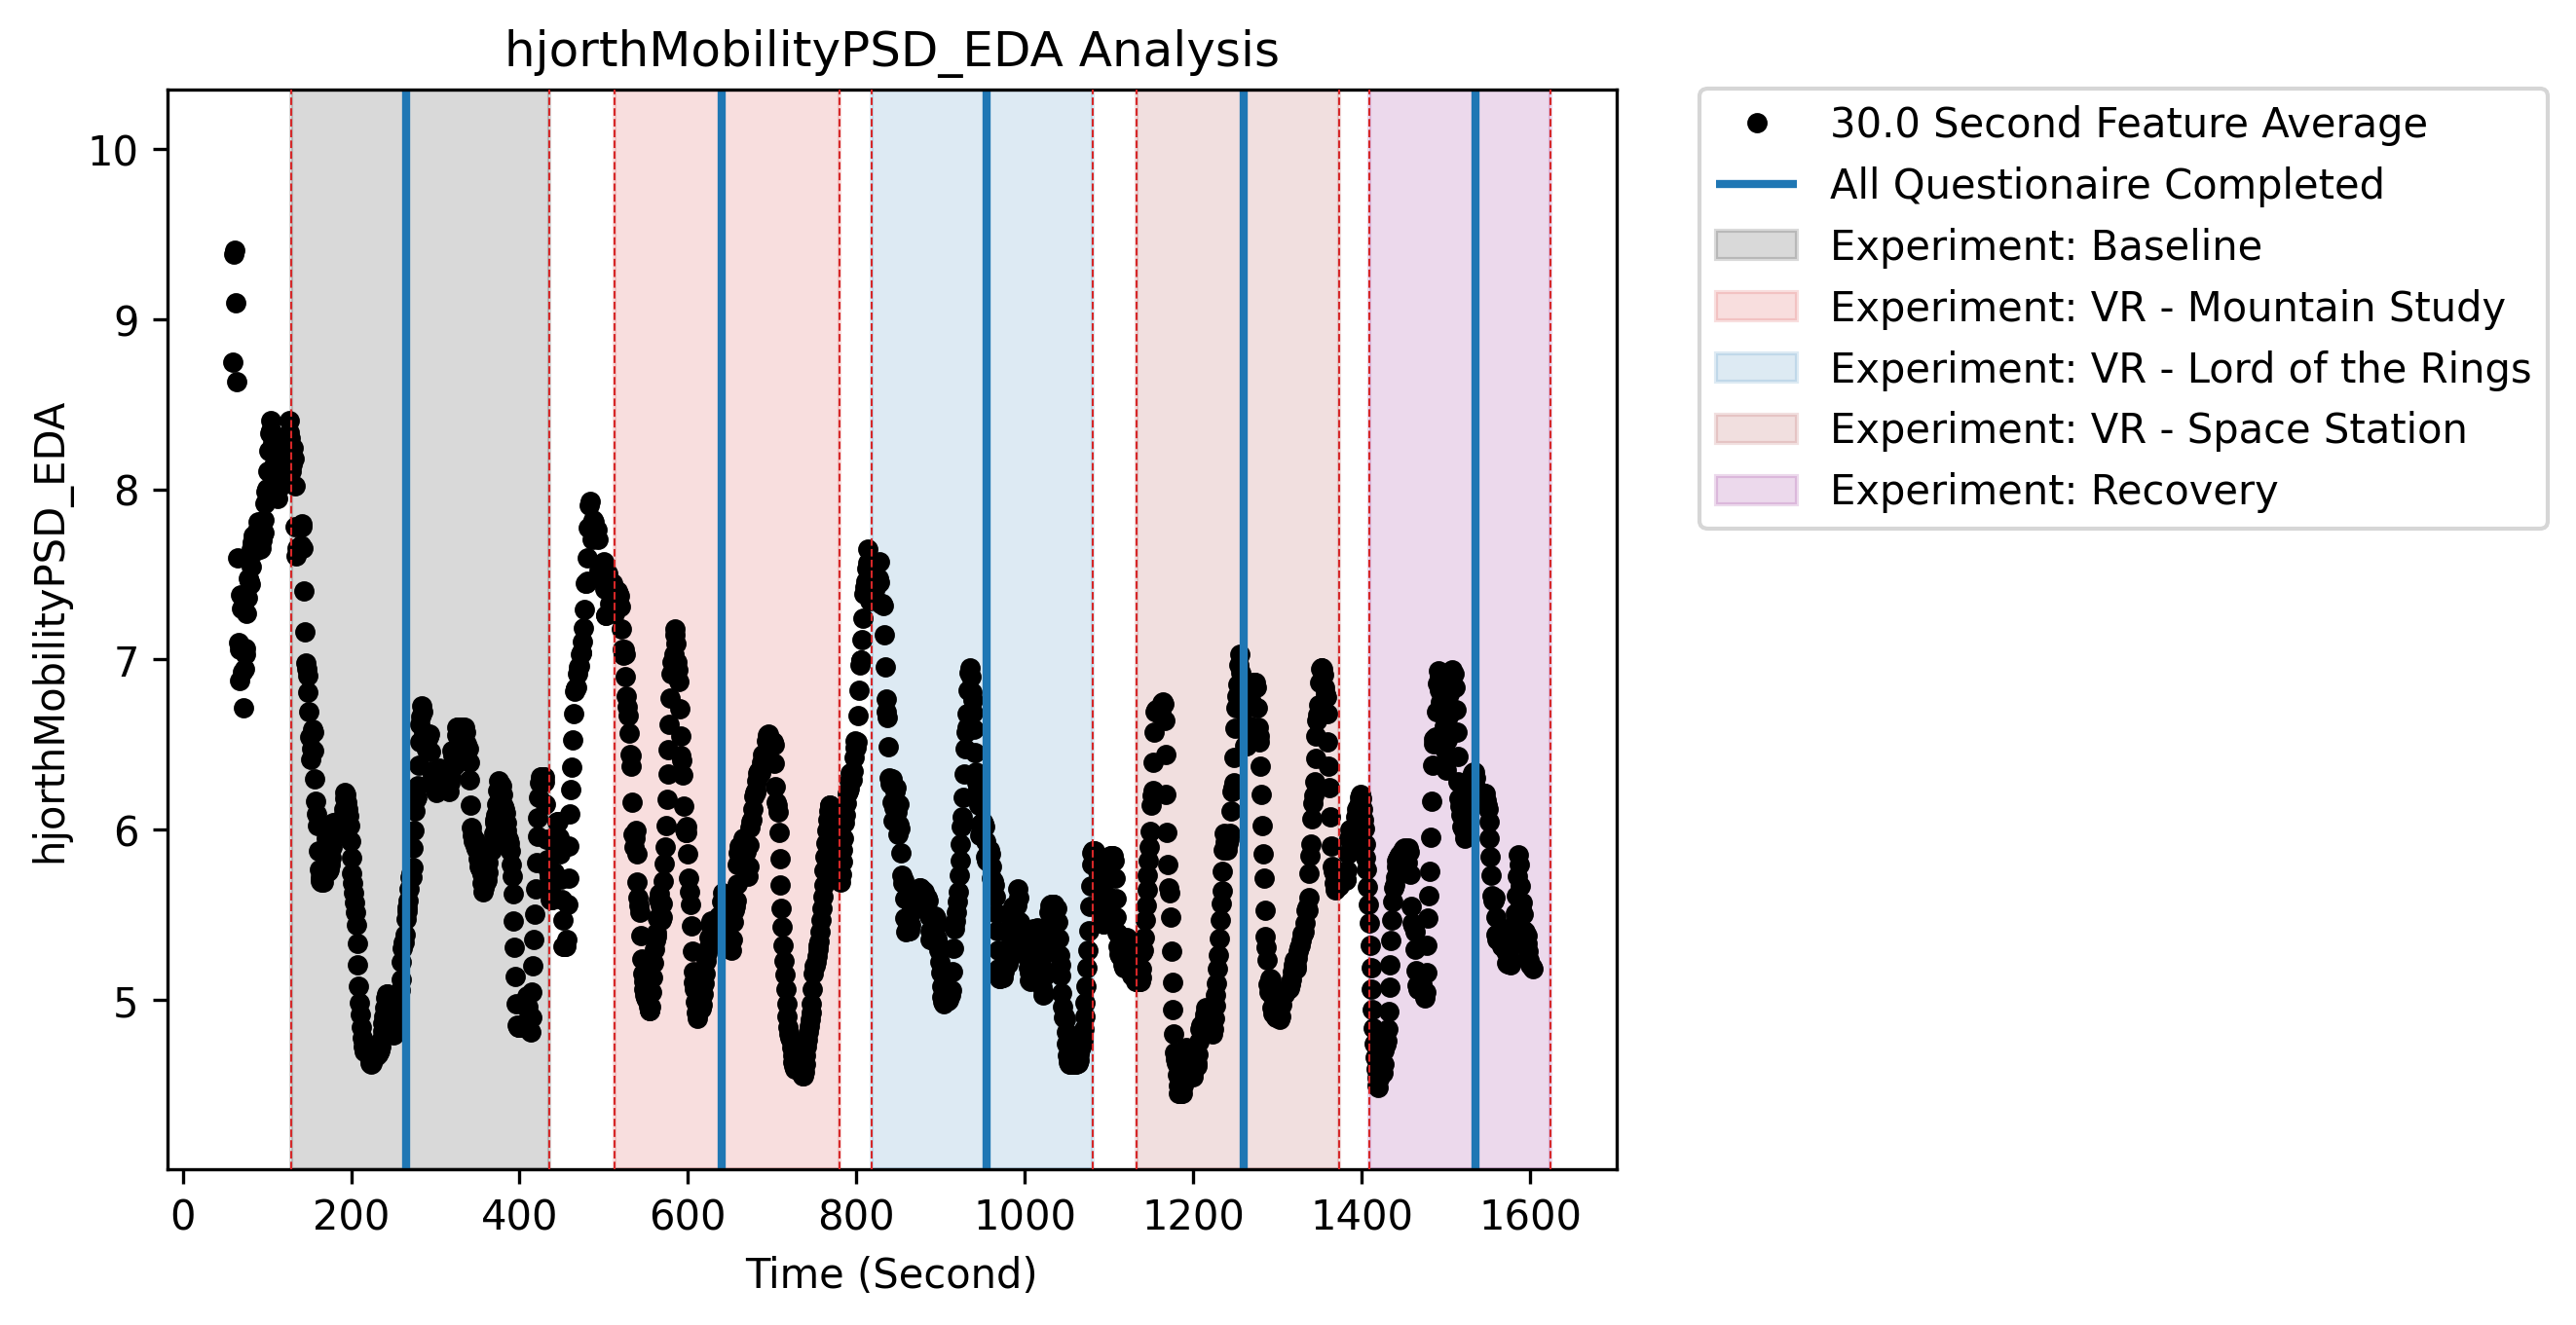 hjorthMobilityPSD_EDA Analysis
hjorthMobilityPSD_EDA
10
9
8
7
6
5
0 200 400 600 800 1000 1200 1400 1600
Time (Second)
30.0 Second Feature Average
All Questionaire Completed
Experiment: Baseline
Experiment: VR - Mountain Study
Experiment: VR - Lord of the Rings
Experiment: VR - Space Station
Experiment: Recovery